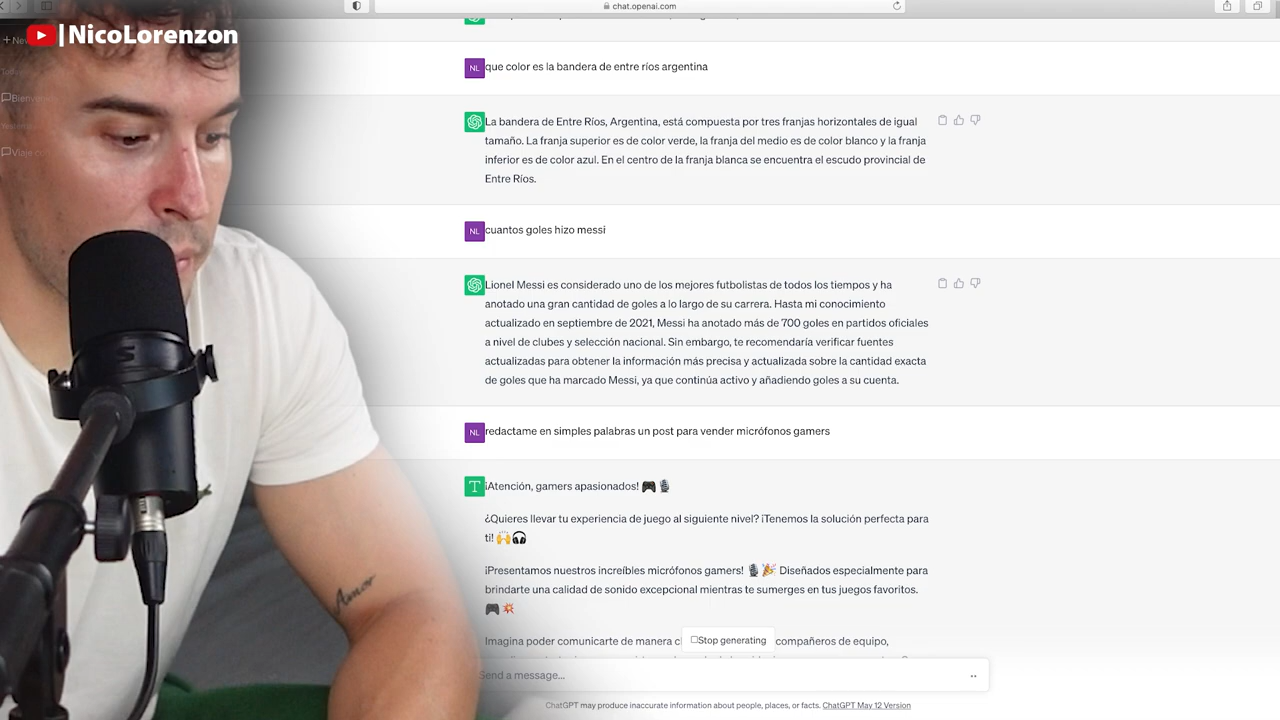 chat.openai.com
| NicoLorenzon
+ New
Bienven
Viaje c
NL que color es la bandera de entre ríos argentina
La bandera de Entre Ríos, Argentina, está compuesta por tres franjas horizontales de igual
tamaño. La franja superior es de color verde, la franja del medio es de color blanco y la franja
inferior es de color azul. En el centro de la franja blanca se encuentra el escudo provincial de
Entre Ríos.
NL cuantos goles hizo messi
Lionel Messi es considerado uno de los mejores futbolistas de todos los tiempos y ha
anotado una gran cantidad de goles a lo largo de su carrera. Hasta mi conocimiento
actualizado en septiembre de 2021, Messi ha anotado más de 700 goles en partidos oficiales
a nivel de clubes y selección nacional. Sin embargo, te recomendaría verificar fuentes
actualizadas para obtener la información más precisa y actualizada sobre la cantidad exacta
de goles que ha marcado Messi, ya que continúa activo y añadiendo goles a su cuenta.
NL redactame en simples palabras un post para vender micrófonos gamers
T ¡Atención, gamers apasionados! 🎮🎙️
¿Quieres llevar tu experiencia de juego al siguiente nivel? ¡Tenemos la solución perfecta para
ti! 🙌🎧
¡Presentamos nuestros increíbles micrófonos gamers! 🎙️🎉 Diseñados especialmente para
brindarte una calidad de sonido excepcional mientras te sumerges en tus juegos favoritos.
🎮💥
Imagina poder comunicarte de manera c
Stop generating
compañeros de equipo,
Send a message...
ChatGPT may produce inaccurate information about people, places, or facts. ChatGPT May 12 Version
Amor